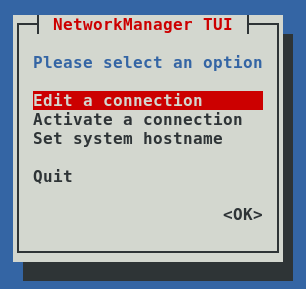 NetworkManager TUI
Please select an option
Edit a connection
Activate a connection
Set system hostname
Quit
<OK>